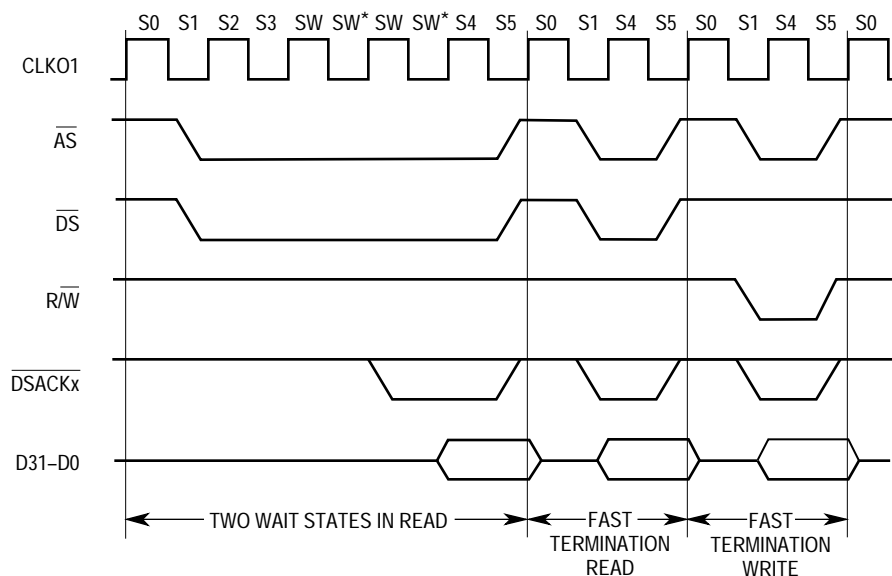 S0 S1 S2 S3 SW SW* SW SW* S4 S5 S0 S1 S4 S5 S0 S1 S4 S5 S0
CLKO1
AS
DS
R/W
DSACKx
D31–D0
TWO WAIT STATES IN READ
FAST
TERMINATION
READ
FAST
TERMINATION
WRITE